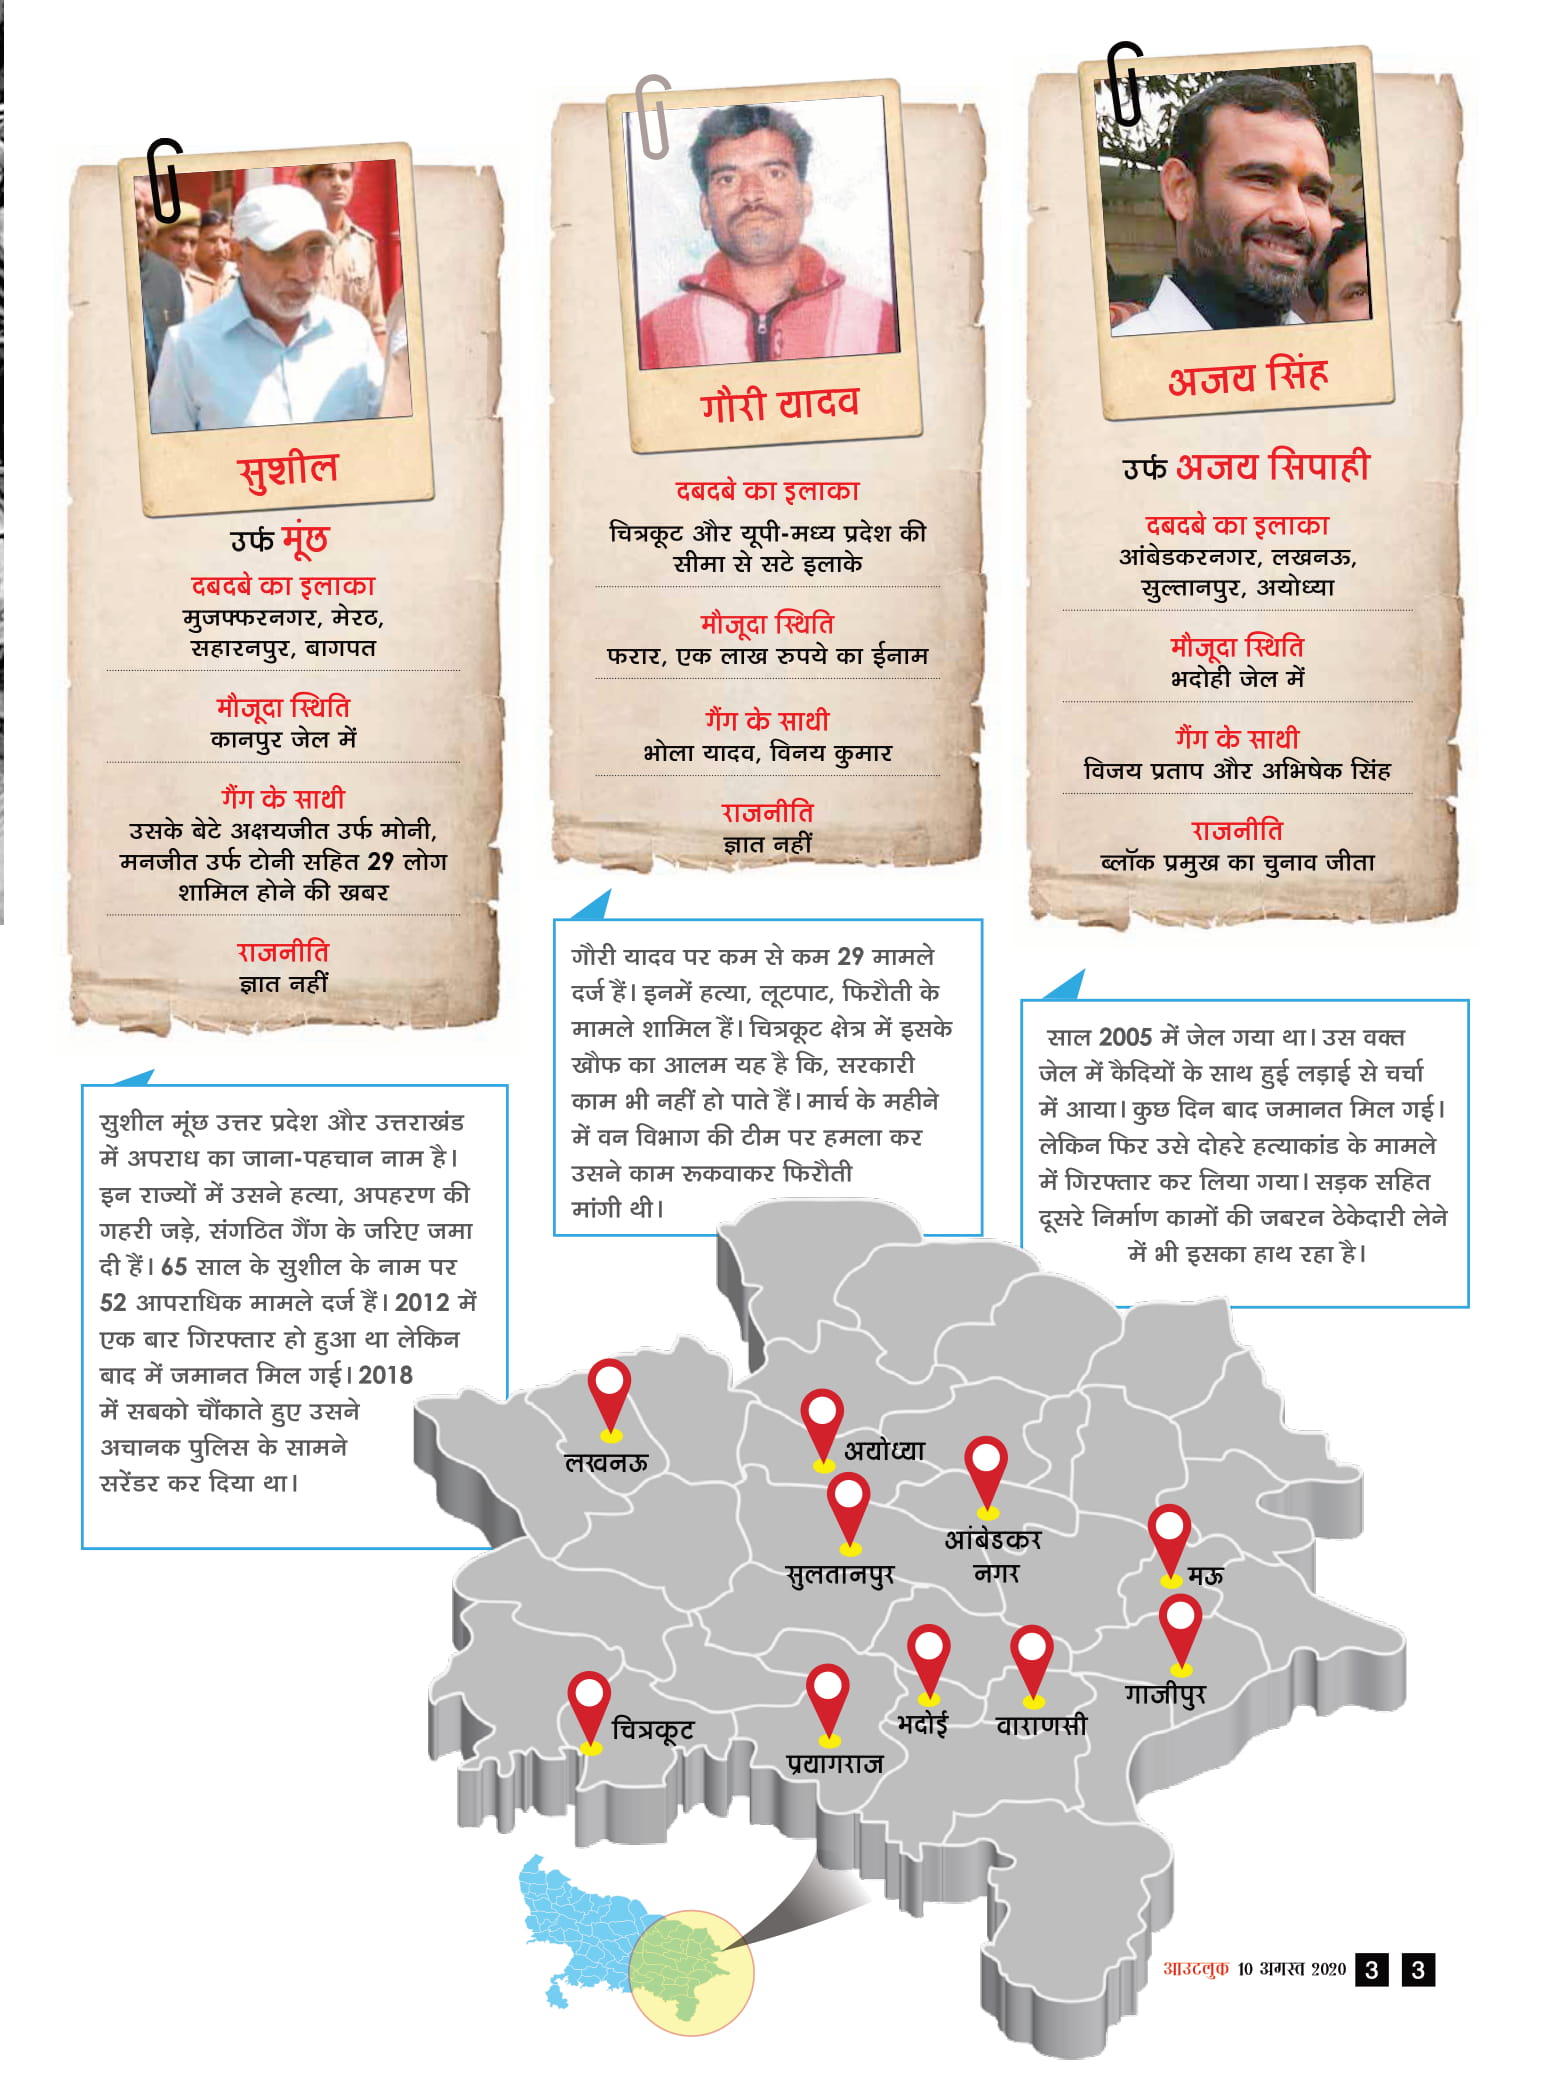 सुशील
उर्फ मूंछ
दबदबे का इलाका
मुजफ्फरनगर, मेरठ,
सहारनपुर, बागपत
मौजूदा स्थिति
कानपुर जेल में
गैंग के साथी
उसके बेटे अक्षयजीत उर्फ मोनी,
मनजीत उर्फ टोनी सहित 29 लोग
शामिल होने की खबर
राजनीति
ज्ञात नहीं
सुशील मूंछ उत्तर प्रदेश और उत्तराखंड
में अपराध का जाना-पहचान नाम है।
इन राज्यों में उसने हत्या, अपहरण की
गहरी जड़े, संगठित गैंग के जरिए जमा
दी हैं। 65 साल के सुशील के नाम पर
52 आपराधिक मामले दर्ज हैं। 2012 में
एक बार गिरफ्तार हो हुआ था लेकिन
बाद में जमानत मिल गई। 2018
में सबको चौंकाते हुए उसने
अचानक पुलिस के सामने
सरेंडर कर दिया था।
गौरी यादव
दबदबे का इलाका
चित्रकूट और यूपी-मध्य प्रदेश की
सीमा से सटे इलाके
मौजूदा स्थिति
फरार, एक लाख रुपये का ईनाम
गैंग के साथी
भोला यादव, विनय कुमार
राजनीति
ज्ञात नहीं
गौरी यादव पर कम से कम 29 मामले
दर्ज हैं। इनमें हत्या, लूटपाट, फिरौती के
मामले शामिल हैं। चित्रकूट क्षेत्र में इसके
खौफ का आलम यह है कि, सरकारी
काम भी नहीं हो पाते हैं। मार्च के महीने
में वन विभाग की टीम पर हमला कर
उसने काम रूकवाकर फिरौती
मांगी थी।
अजय सिंह
उर्फ अजय सिपाही
दबदबे का इलाका
आंबेडकरनगर, लखनऊ,
सुल्तानपुर, अयोध्या
मौजूदा स्थिति
भदोही जेल में
गैंग के साथी
विजय प्रताप और अभिषेक सिंह
राजनीति
ब्लॉक प्रमुख का चुनाव जीता
साल 2005 में जेल गया था। उस वक्त
जेल में कैदियों के साथ हुई लड़ाई से चर्चा
में आया। कुछ दिन बाद जमानत मिल गई।
लेकिन फिर उसे दोहरे हत्याकांड के मामले
में गिरफ्तार कर लिया गया। सड़क सहित
दूसरे निर्माण कामों की जबरन ठेकेदारी लेने
में भी इसका हाथ रहा है।
लखनऊ
अयोध्या
सुलतानपुर
आंबेडकर
नगर
मऊ
गाजीपुर
चित्रकूट
प्रयागराज
भदोई
वाराणसी
आउटलुक 10 अगस्त 2020 3 3